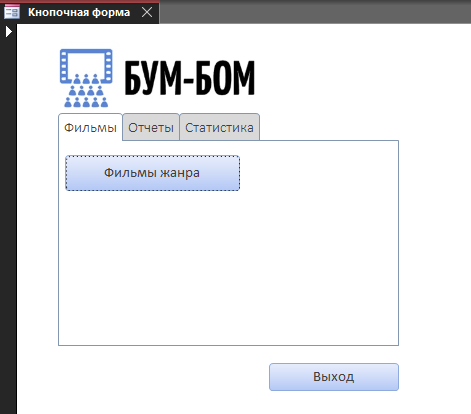 Кнопочная форма
БУМ-БОМ
Фильмы Отчеты Статистика
Фильмы жанра
Выход